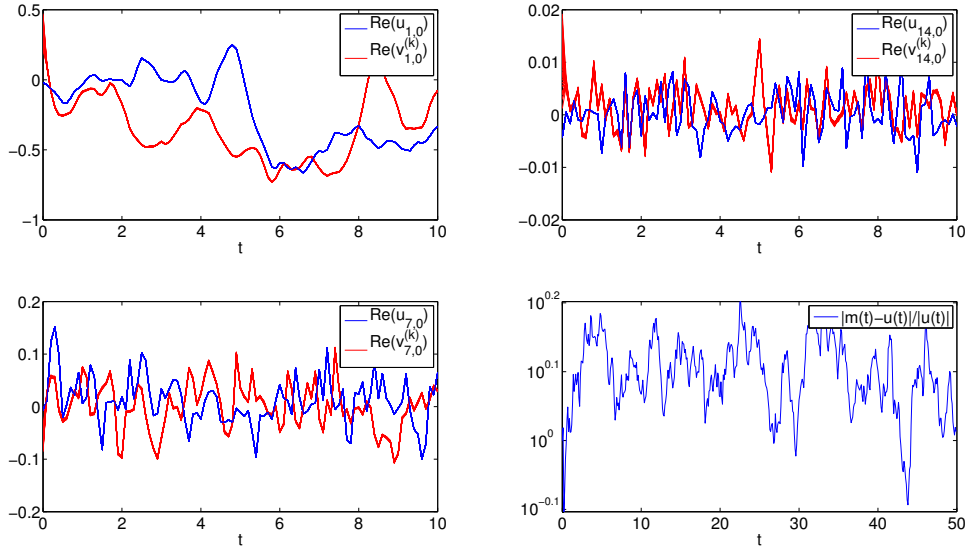 0.5
0
−0.5
−1
0 2 4 6 8 10
t
Re(u1,0)
Re(v1,0(k))
0.02
0.01
0
−0.01
−0.02
0 2 4 6 8 10
t
Re(u14,0)
Re(v14,0(k))
0.2
0.1
0
−0.1
−0.2
0 2 4 6 8 10
t
Re(u7,0)
Re(v7,0(k))
10^0.2
10^0.1
10^0
10^−0.1
0 10 20 30 40 50
t
|m(t)−u(t)|/|u(t)|